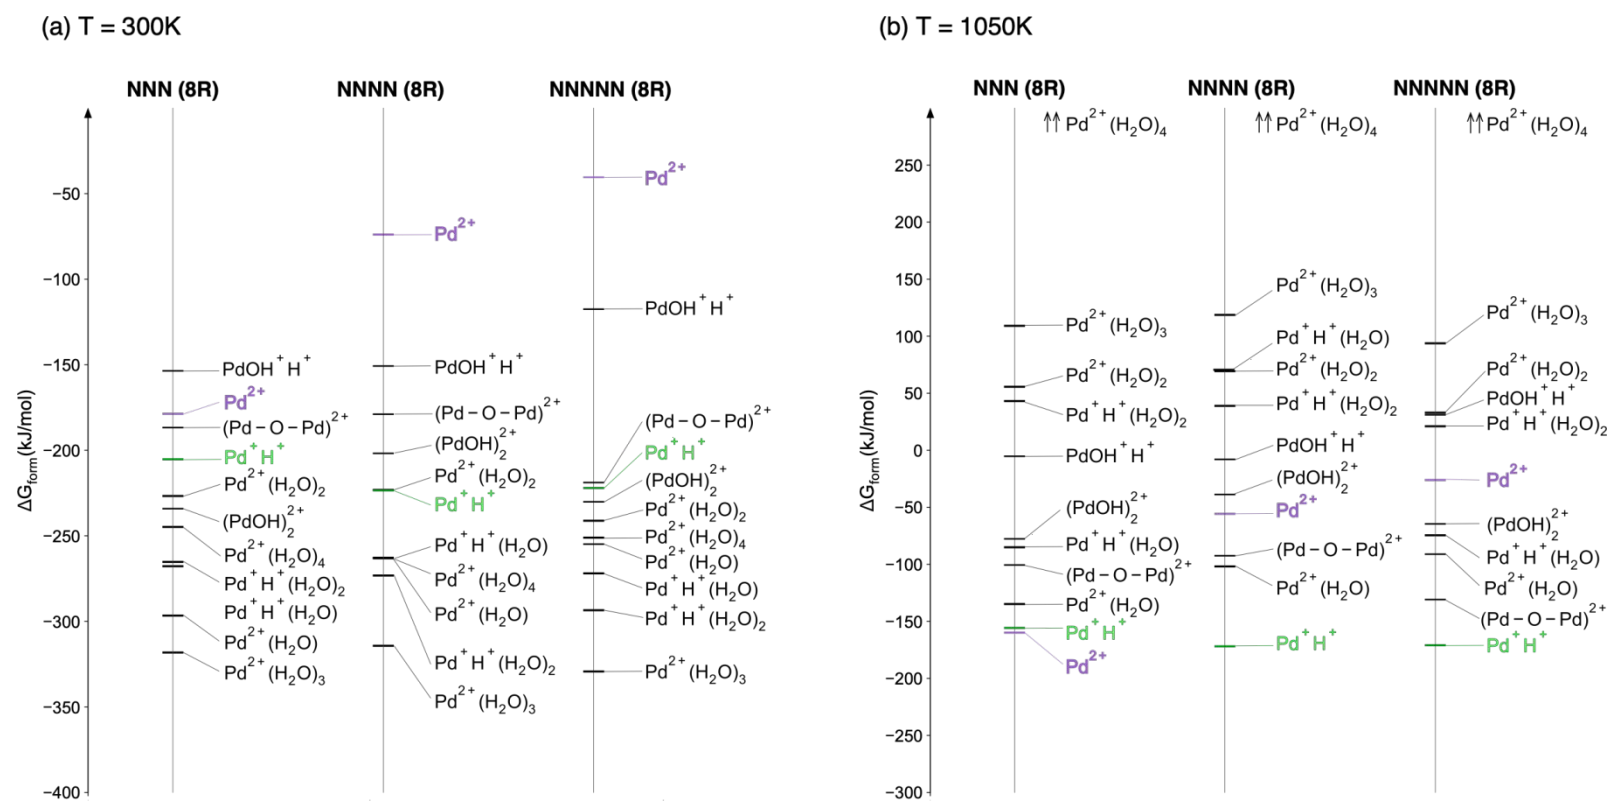 (a) T = 300K
NNN (8R)
NNNN (8R)
NNNNN (8R)
ΔG_form(kJ/mol)
−50
−100
−150
−200
−250
−300
−350
−400
PdOH⁺H⁺
Pd²⁺
(Pd–O–Pd)²⁺
Pd⁺H⁺
Pd²⁺(H₂O)₂
(PdOH)₂²⁺
Pd²⁺(H₂O)₄
Pd⁺H⁺(H₂O)₂
Pd⁺H⁺(H₂O)
Pd²⁺(H₂O)
Pd²⁺(H₂O)₃
Pd²⁺
PdOH⁺H⁺
(Pd–O–Pd)²⁺
(PdOH)₂²⁺
Pd²⁺(H₂O)₂
Pd⁺H⁺
Pd⁺H⁺(H₂O)
Pd²⁺(H₂O)₄
Pd²⁺(H₂O)
Pd⁺H⁺(H₂O)₂
Pd²⁺(H₂O)₃
Pd²⁺
PdOH⁺H⁺
(Pd–O–Pd)²⁺
Pd⁺H⁺
(PdOH)₂²⁺
Pd²⁺(H₂O)₂
Pd²⁺(H₂O)₄
Pd²⁺(H₂O)
Pd⁺H⁺(H₂O)
Pd⁺H⁺(H₂O)₂
Pd²⁺(H₂O)₃
(b) T = 1050K
NNN (8R)
NNNN (8R)
NNNNN (8R)
ΔG_form(kJ/mol)
250
200
150
100
50
0
−50
−100
−150
−200
−250
−300
↑↑ Pd²⁺(H₂O)₄
Pd²⁺(H₂O)₃
Pd²⁺(H₂O)₂
Pd⁺H⁺(H₂O)₂
PdOH⁺H⁺
(PdOH)₂²⁺
Pd⁺H⁺(H₂O)
(Pd–O–Pd)²⁺
Pd²⁺(H₂O)
Pd⁺H⁺
Pd²⁺
↑↑ Pd²⁺(H₂O)₄
Pd²⁺(H₂O)₃
Pd⁺H⁺(H₂O)
Pd²⁺(H₂O)₂
Pd⁺H⁺(H₂O)₂
PdOH⁺H⁺
(PdOH)₂²⁺
Pd²⁺
(Pd–O–Pd)²⁺
Pd²⁺(H₂O)
Pd⁺H⁺
↑↑ Pd²⁺(H₂O)₄
Pd²⁺(H₂O)₃
Pd²⁺(H₂O)₂
PdOH⁺H⁺
Pd⁺H⁺(H₂O)₂
Pd²⁺
(PdOH)₂²⁺
Pd⁺H⁺(H₂O)
Pd²⁺(H₂O)
(Pd–O–Pd)²⁺
Pd⁺H⁺